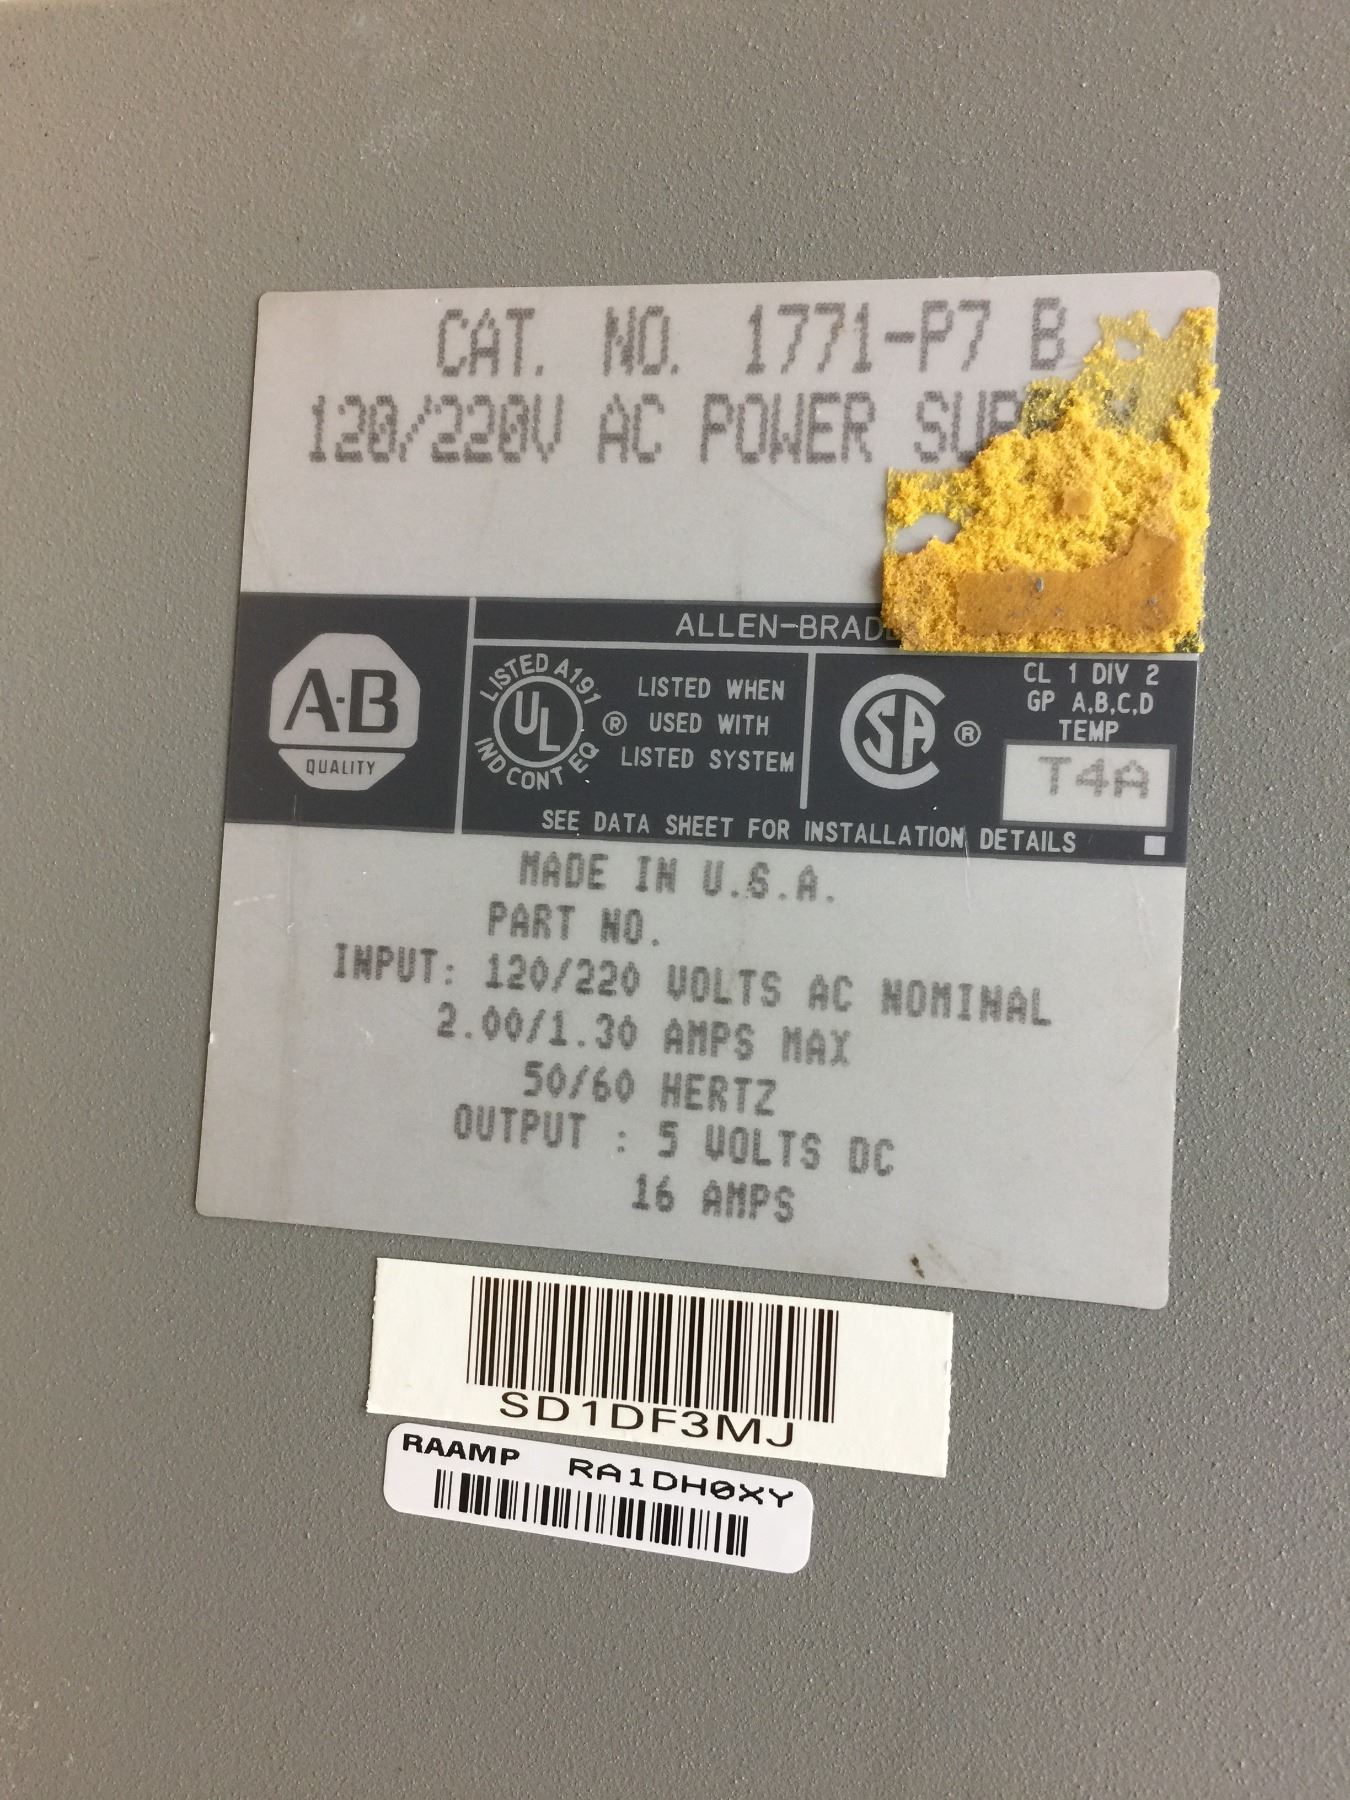 CAT. NO. 1771-P7 B
120/220V AC POWER
ALLEN-BRAD
A-B
QUALITY
LISTED A191
UL ®
IND CONT EQ
LISTED WHEN
USED WITH
LISTED SYSTEM
SA ®
CL 1 DIV 2
GP A,B,C,D
TEMP
T4A
SEE DATA SHEET FOR INSTALLATION DETAILS
MADE IN U.S.A.
PART NO.
INPUT: 120/220 VOLTS AC NOMINAL
2.00/1.30 AMPS MAX
50/60 HERTZ
OUTPUT : 5 VOLTS DC
16 AMPS
SD1DF3MJ
RAAMP RA1DH0XY